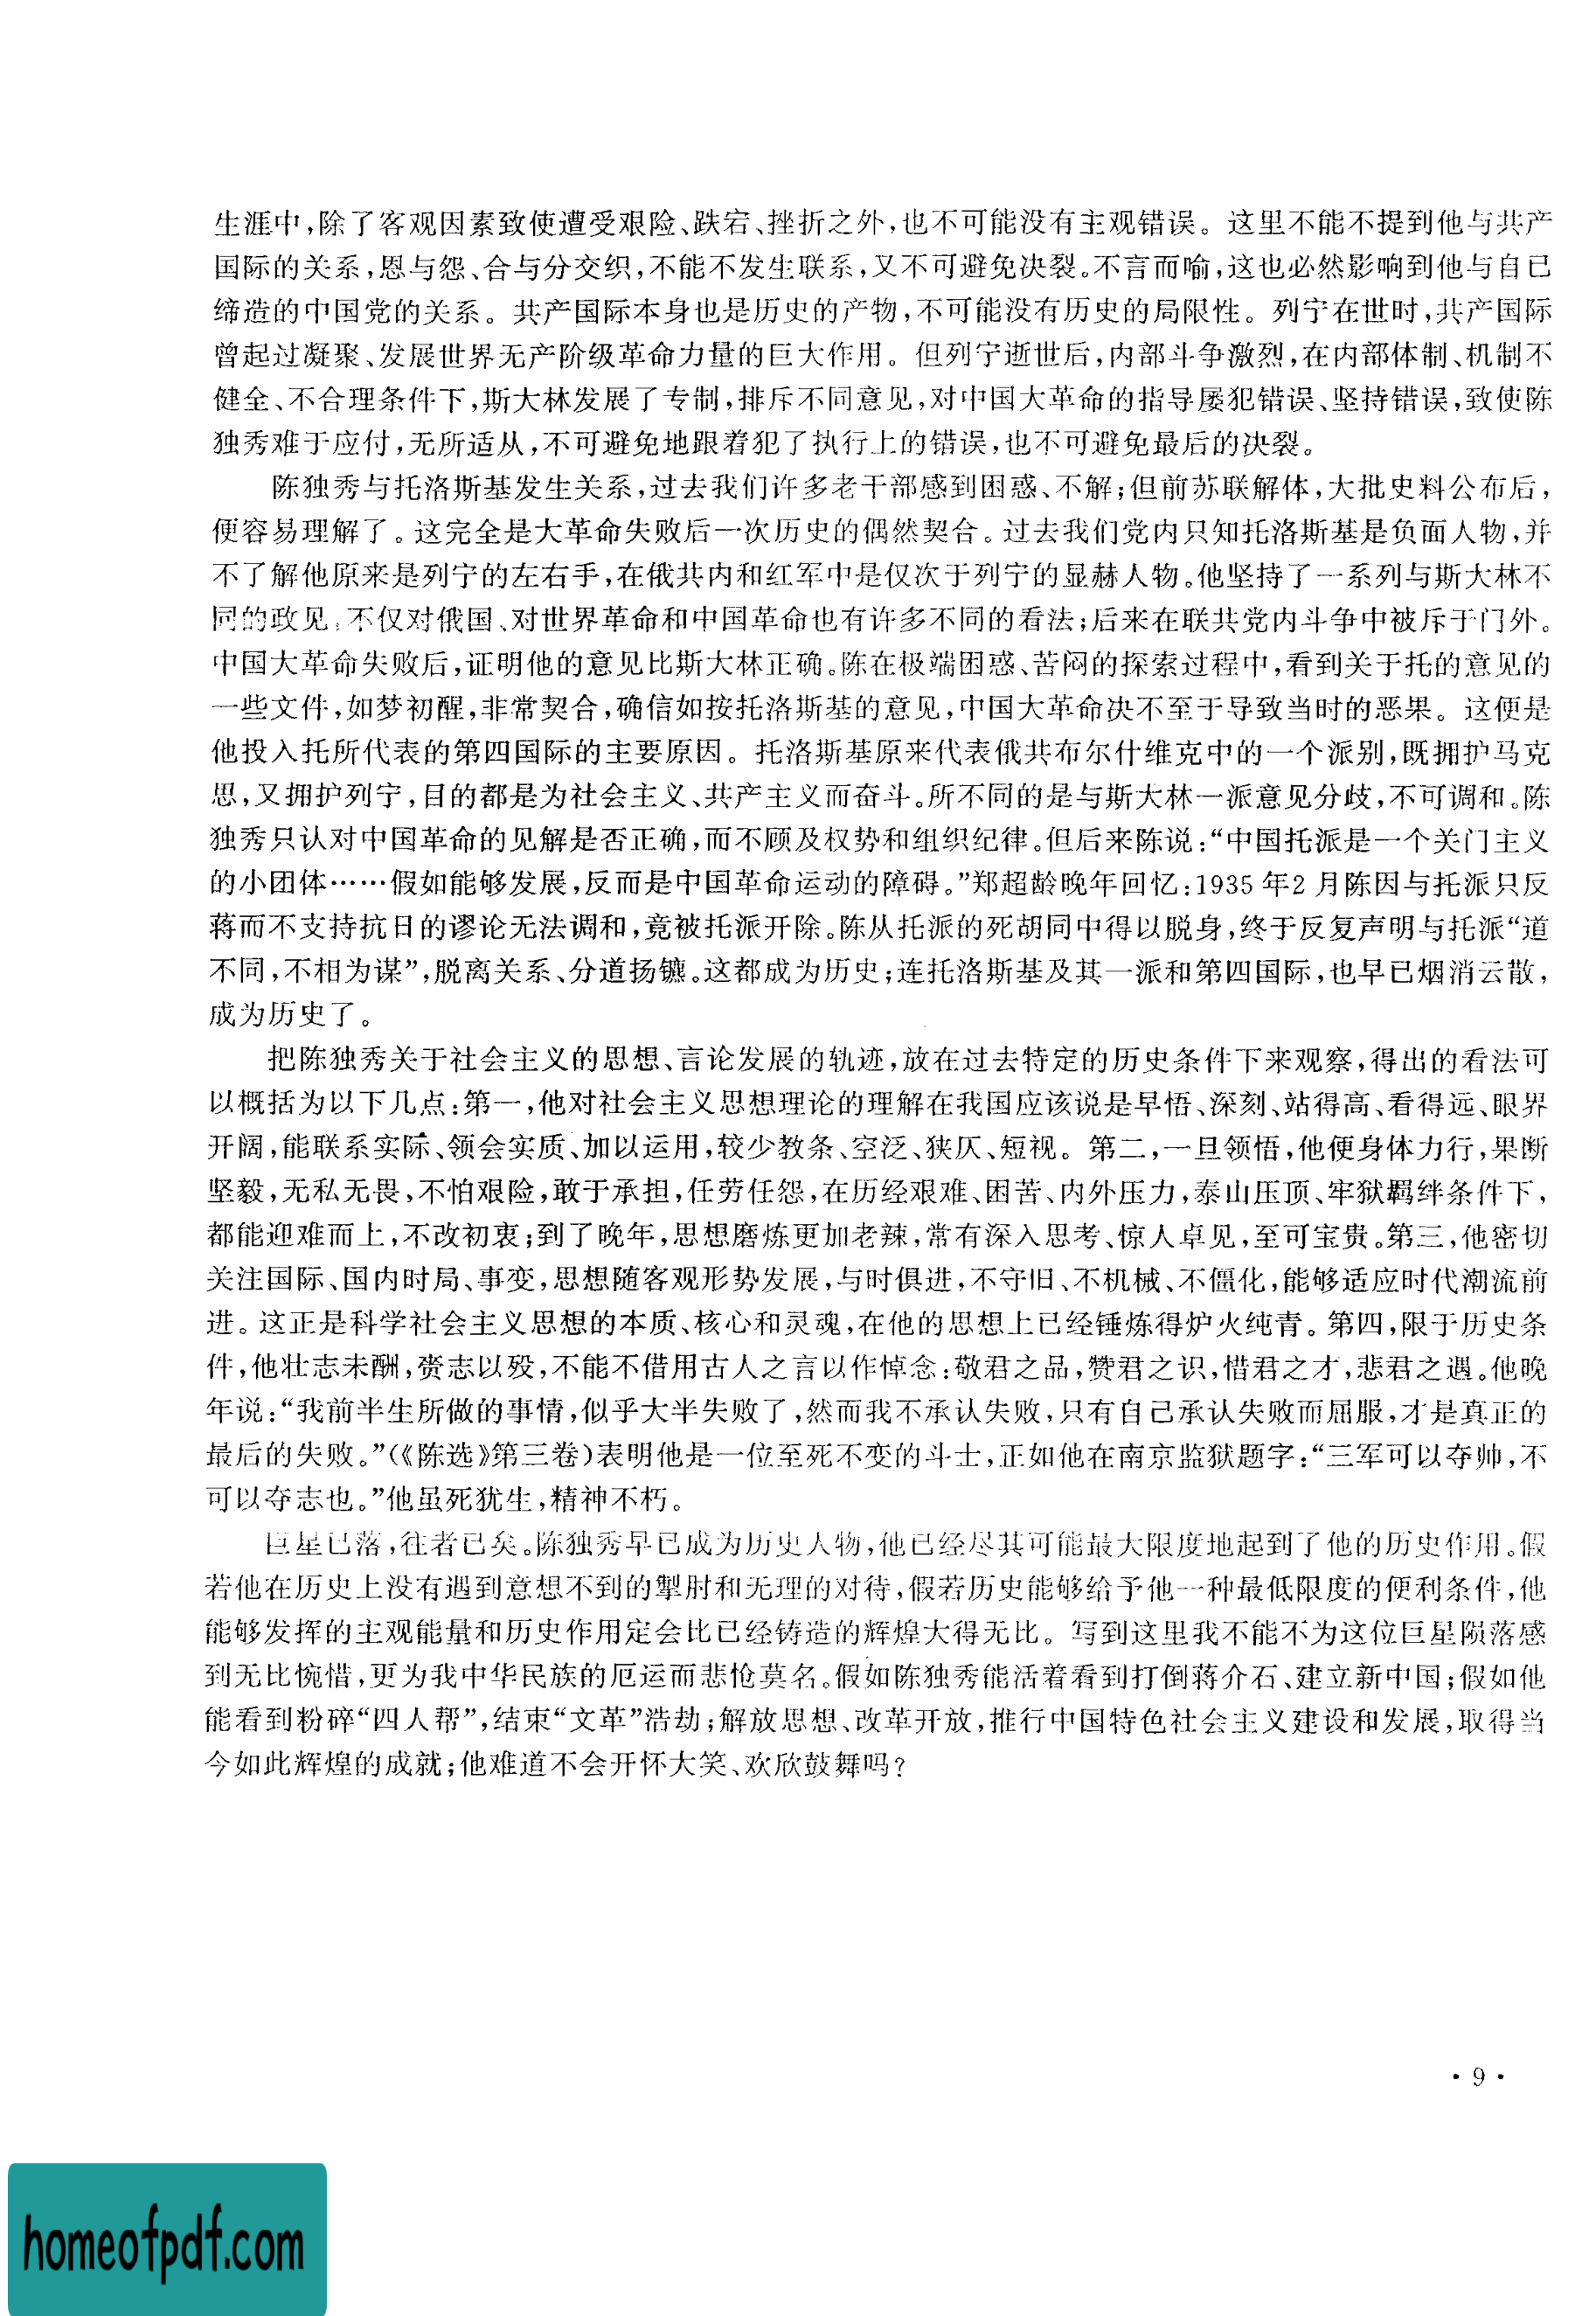 生涯中,除了客观因素致使遭受艰险、跌宕、挫折之外,也不可能没有主观错误。这里不能不提到他与共产
国际的关系,恩与怨、合与分交织,不能不发生联系,又不可避免决裂。不言而喻,这也必然影响到他与自己
缔造的中国党的关系。共产国际本身也是历史的产物,不可能没有历史的局限性。列宁在世时,共产国际
曾起过凝聚、发展世界无产阶级革命力量的巨大作用。但列宁逝世后,内部斗争激烈,在内部体制、机制不
健全、不合理条件下,斯大林发展了专制,排斥不同意见,对中国大革命的指导屡犯错误、坚持错误,致使陈
独秀难于应付,无所适从,不可避免地跟着犯了执行上的错误,也不可避免最后的决裂。
陈独秀与托洛斯基发生关系,过去我们许多老干部感到困惑、不解;但前苏联解体,大批史料公布后,
便容易理解了。这完全是大革命失败后一次历史的偶然契合。过去我们党内只知托洛斯基是负面人物,并
不了解他原来是列宁的左右手,在俄共内和红军中是仅次于列宁的显赫人物。他坚持了一系列与斯大林不
同的政见,不仅对俄国、对世界革命和中国革命也有许多不同的看法;后来在联共党内斗争中被斥于门外。
中国大革命失败后,证明他的意见比斯大林正确。陈在极端困惑、苦闷的探索过程中,看到关于托的意见的
一些文件,如梦初醒,非常契合,确信如按托洛斯基的意见,中国大革命决不至于导致当时的恶果。这便是
他投入托所代表的第四国际的主要原因。托洛斯基原来代表俄共布尔什维克中的一个派别,既拥护马克
思,又拥护列宁,目的都是为社会主义、共产主义而奋斗。所不同的是与斯大林一派意见分歧,不可调和。陈
独秀只认对中国革命的见解是否正确,而不顾及权势和组织纪律。但后来陈说:“中国托派是一个关门主义
的小团体……假如能够发展,反而是中国革命运动的障碍。”郑超龄晚年回忆:1935年2月陈因与托派只反
蒋而不支持抗日的谬论无法调和,竟被托派开除。陈从托派的死胡同中得以脱身,终于反复声明与托派“道
不同,不相为谋”,脱离关系、分道扬镳。这都成为历史;连托洛斯基及其一派和第四国际,也早已烟消云散,
成为历史了。
把陈独秀关于社会主义的思想、言论发展的轨迹,放在过去特定的历史条件下来观察,得出的看法可
以概括为以下几点:第一,他对社会主义思想理论的理解在我国应该说是早悟、深刻、站得高、看得远、眼界
开阔,能联系实际、领会实质、加以运用,较少教条、空泛、狭仄、短视。第二,一旦领悟,他便身体力行,果断
坚毅,无私无畏,不怕艰险,敢于承担,任劳任怨,在历经艰难、困苦、内外压力,泰山压顶、牢狱羁绊条件下,
都能迎难而上,不改初衷;到了晚年,思想磨炼更加老辣,常有深入思考、惊人卓见,至可宝贵。第三,他密切
关注国际、国内时局、事变,思想随客观形势发展,与时俱进,不守旧、不机械、不僵化,能够适应时代潮流前
进。这正是科学社会主义思想的本质、核心和灵魂,在他的思想上已经锤炼得炉火纯青。第四,限于历史条
件,他壮志未酬,赍志以殁,不能不借用古人之言以作悼念:敬君之品,赞君之识,惜君之才,悲君之遇。他晚
年说:“我前半生所做的事情,似乎大半失败了,然而我不承认失败,只有自己承认失败而屈服,才是真正的
最后的失败。”(《陈选》第三卷)表明他是一位至死不变的斗士,正如他在南京监狱题字:“三军可以夺帅,不
可以夺志也。”他虽死犹生,精神不朽。
巨星已落,往者已矣。陈独秀早已成为历史人物,他已经尽其可能最大限度地起到了他的历史作用。假
若他在历史上没有遇到意想不到的掣肘和无理的对待,假若历史能够给予他一种最低限度的便利条件,他
能够发挥的主观能量和历史作用定会比已经铸造的辉煌大得无比。写到这里我不能不为这位巨星陨落感
到无比惋惜,更为我中华民族的厄运而悲怆莫名。假如陈独秀能活着看到打倒蒋介石、建立新中国;假如他
能看到粉碎“四人帮”,结束“文革”浩劫;解放思想、改革开放,推行中国特色社会主义建设和发展,取得当
今如此辉煌的成就;他难道不会开怀大笑、欢欣鼓舞吗?
·9·
homeofpdf.com